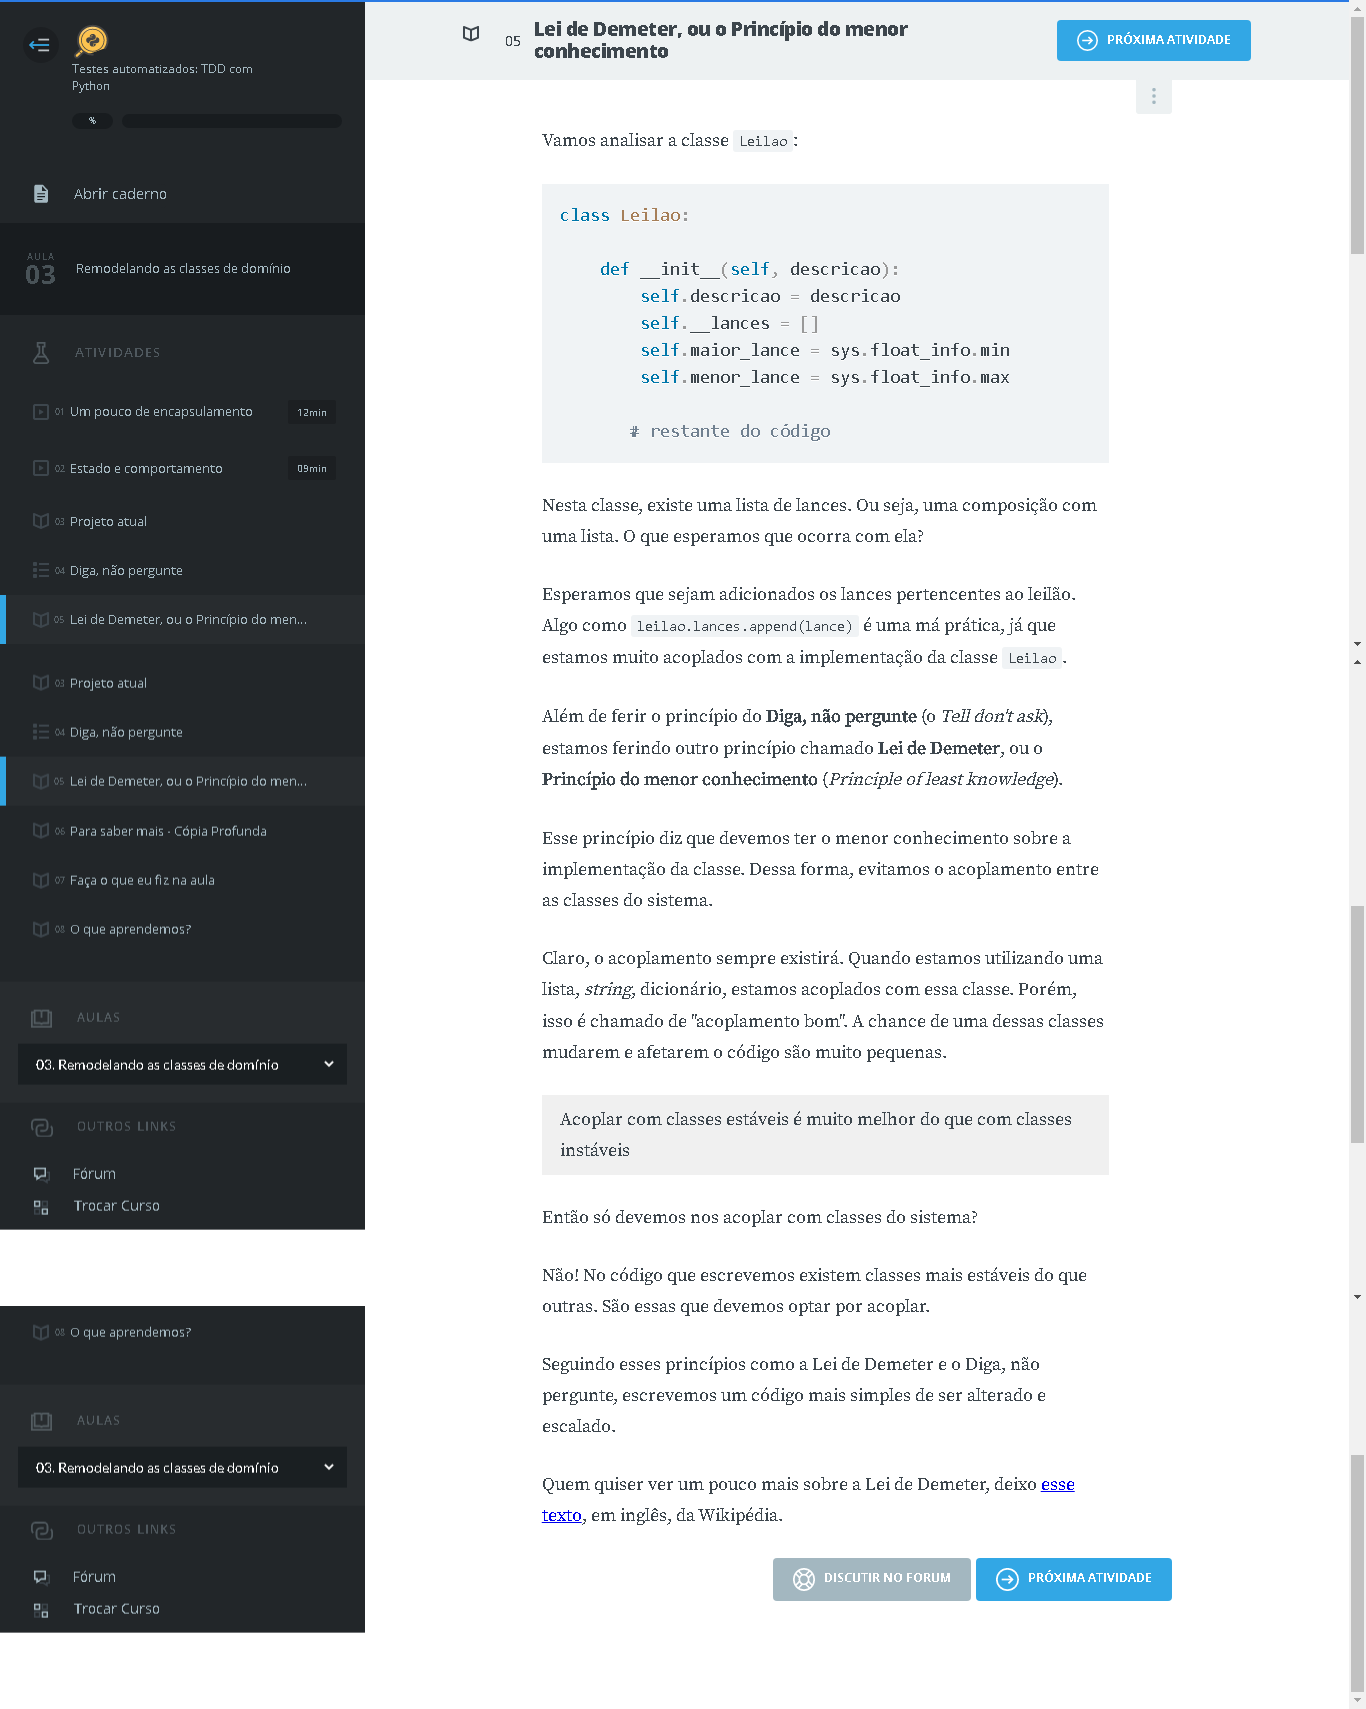 Testes automatizados: TDD com
Python
%
Abrir caderno
AULA
03
Remodelando as classes de domínio
ATIVIDADES
01 Um pouco de encapsulamento 12min
02 Estado e comportamento 09min
03 Projeto atual
04 Diga, não pergunte
05 Lei de Demeter, ou o Princípio do men...
03 Projeto atual
04 Diga, não pergunte
05 Lei de Demeter, ou o Princípio do men...
06 Para saber mais - Cópia Profunda
07 Faça o que eu fiz na aula
08 O que aprendemos?
AULAS
03. Remodelando as classes de domínio
OUTROS LINKS
Fórum
Trocar Curso
08 O que aprendemos?
AULAS
03. Remodelando as classes de domínio
OUTROS LINKS
Fórum
Trocar Curso
05 Lei de Demeter, ou o Princípio do menor
conhecimento
PRÓXIMA ATIVIDADE
Vamos analisar a classe Leilao :
class Leilao:
def __init__(self, descricao):
self.descricao = descricao
self.__lances = []
self.maior_lance = sys.float_info.min
self.menor_lance = sys.float_info.max
# restante do código
Nesta classe, existe uma lista de lances. Ou seja, uma composição com
uma lista. O que esperamos que ocorra com ela?
Esperamos que sejam adicionados os lances pertencentes ao leilão.
Algo como leilao.lances.append(lance) é uma má prática, já que
estamos muito acoplados com a implementação da classe Leilao .
Além de ferir o princípio do Diga, não pergunte (o Tell don't ask),
estamos ferindo outro princípio chamado Lei de Demeter, ou o
Princípio do menor conhecimento (Principle of least knowledge).
Esse princípio diz que devemos ter o menor conhecimento sobre a
implementação da classe. Dessa forma, evitamos o acoplamento entre
as classes do sistema.
Claro, o acoplamento sempre existirá. Quando estamos utilizando uma
lista, string, dicionário, estamos acoplados com essa classe. Porém,
isso é chamado de "acoplamento bom". A chance de uma dessas classes
mudarem e afetarem o código são muito pequenas.
Acoplar com classes estáveis é muito melhor do que com classes
instáveis
Então só devemos nos acoplar com classes do sistema?
Não! No código que escrevemos existem classes mais estáveis do que
outras. São essas que devemos optar por acoplar.
Seguindo esses princípios como a Lei de Demeter e o Diga, não
pergunte, escrevemos um código mais simples de ser alterado e
escalado.
Quem quiser ver um pouco mais sobre a Lei de Demeter, deixo esse
texto, em inglês, da Wikipédia.
DISCUTIR NO FORUM
PRÓXIMA ATIVIDADE